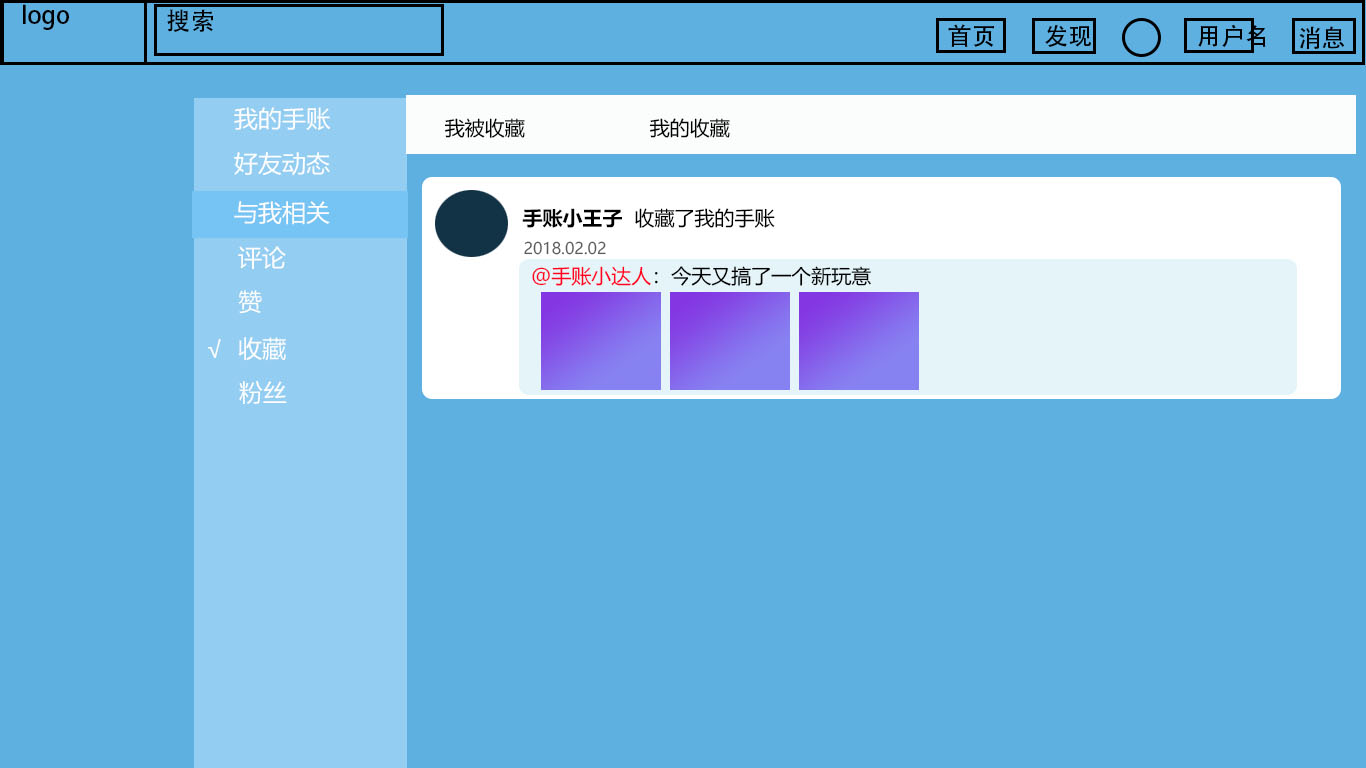 logo
搜索
首页
发现
用户名
消息
我的手账
好友动态
与我相关
评论
赞
√ 收藏
粉丝
我被收藏
我的收藏
手账小王子 收藏了我的手账
2018.02.02
@手账小达人：今天又搞了一个新玩意